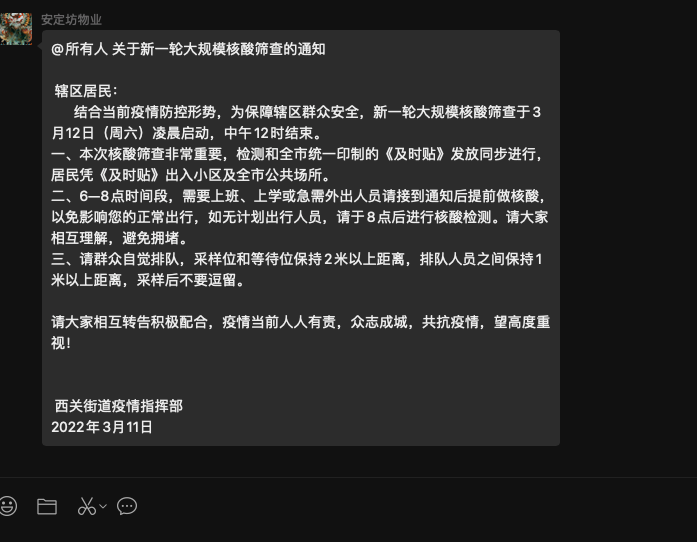 安定坊物业
@所有人 关于新一轮大规模核酸筛查的通知
辖区居民：
结合当前疫情防控形势，为保障辖区群众安全，新一轮大规模核酸筛查于3
月12日（周六）凌晨启动，中午12时结束。
一、本次核酸筛查非常重要，检测和全市统一印制的《及时贴》发放同步进行，
居民凭《及时贴》出入小区及全市公共场所。
二、6—8点时间段，需要上班、上学或急需外出人员请接到通知后提前做核酸，
以免影响您的正常出行，如无计划出行人员，请于8点后进行核酸检测。请大家
相互理解，避免拥堵。
三、请群众自觉排队，采样位和等待位保持2米以上距离，排队人员之间保持1
米以上距离，采样后不要逗留。
请大家相互转告积极配合，疫情当前人人有责，众志成城，共抗疫情，望高度重
视！
西关街道疫情指挥部
2022年3月11日